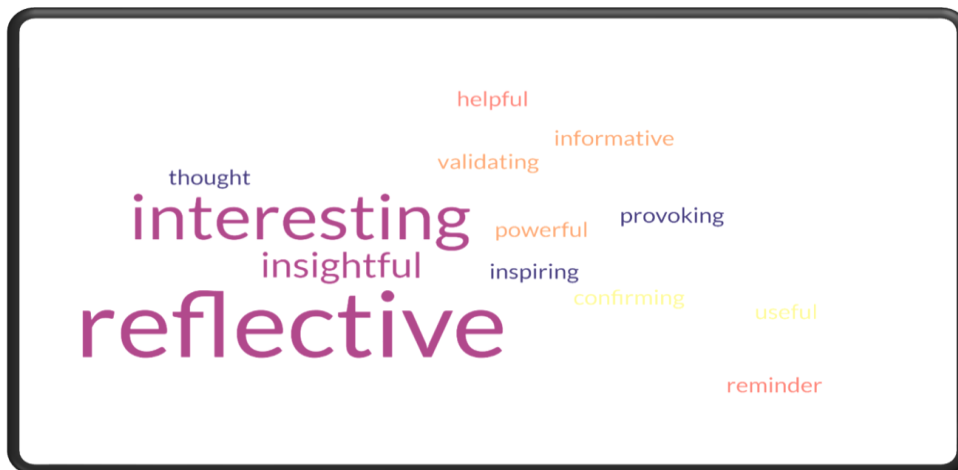 helpful
informative
validating
thought
interesting
provoking
powerful
insightful
inspiring
confirming
useful
reflective
reminder